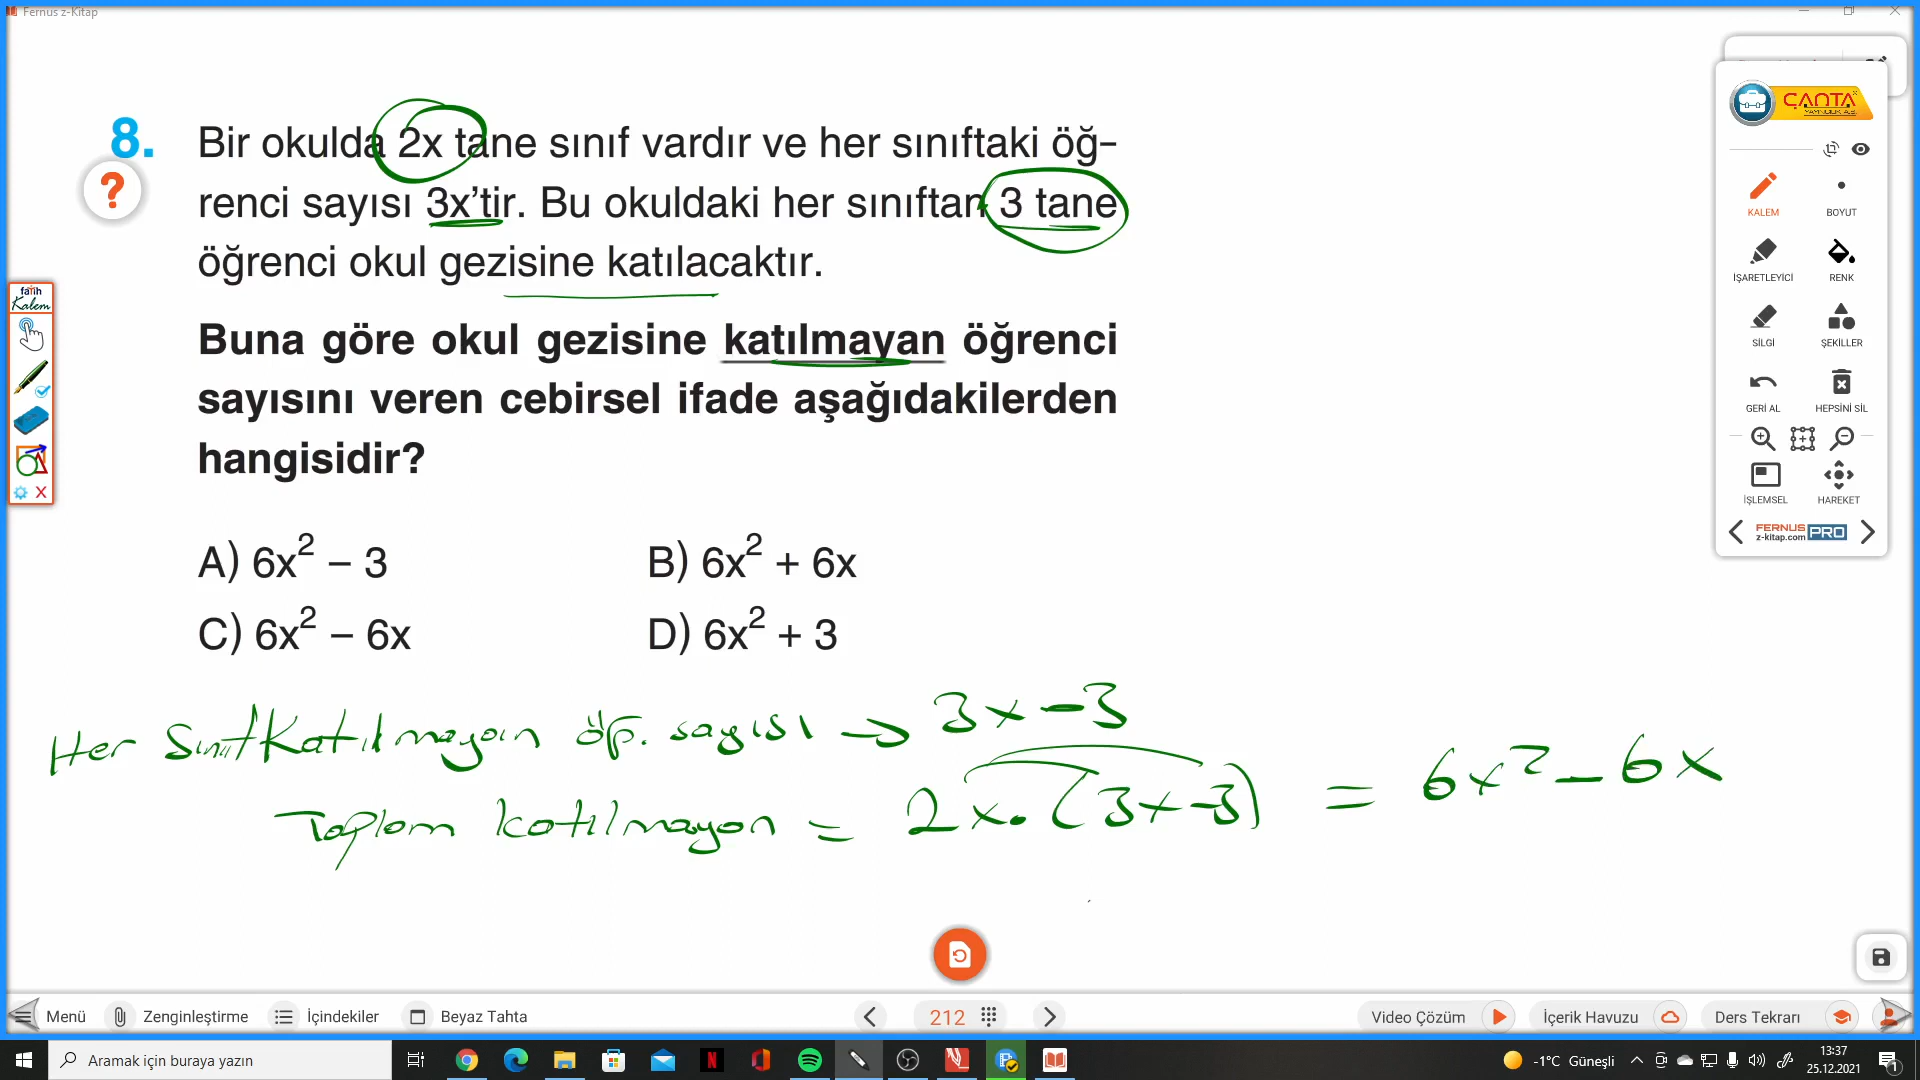 Fernus z-Kitap
8.
Bir okulda 2x tane sınıf vardır ve her sınıftaki öğ-
renci sayısı 3x'tir. Bu okuldaki her sınıftan 3 tane
öğrenci okul gezisine katılacaktır.
Buna göre okul gezisine katılmayan öğrenci
sayısını veren cebirsel ifade aşağıdakilerden
hangisidir?
A) 6x² – 3
B) 6x² + 6x
C) 6x² – 6x
D) 6x² + 3
Her Sınıf Katılmayan öğ. sayısı → 3x-3
Toplam katılmayan = 2x.(3x-3) = 6x²-6x
fatih
Kalem
ÇANTA
YAYINCILIK A.Ş.
KALEM
BOYUT
İŞARETLEYİCİ
RENK
SİLGİ
ŞEKİLLER
GERİ AL
HEPSİNİ SİL
İŞLEMSEL
HAREKET
FERNUS
z-kitap.com PRO
Menü
Zenginleştirme
İçindekiler
Beyaz Tahta
212
Video Çözüm
İçerik Havuzu
Ders Tekrarı
Aramak için buraya yazın
-1°C Güneşli
13:37
25.12.2021
1